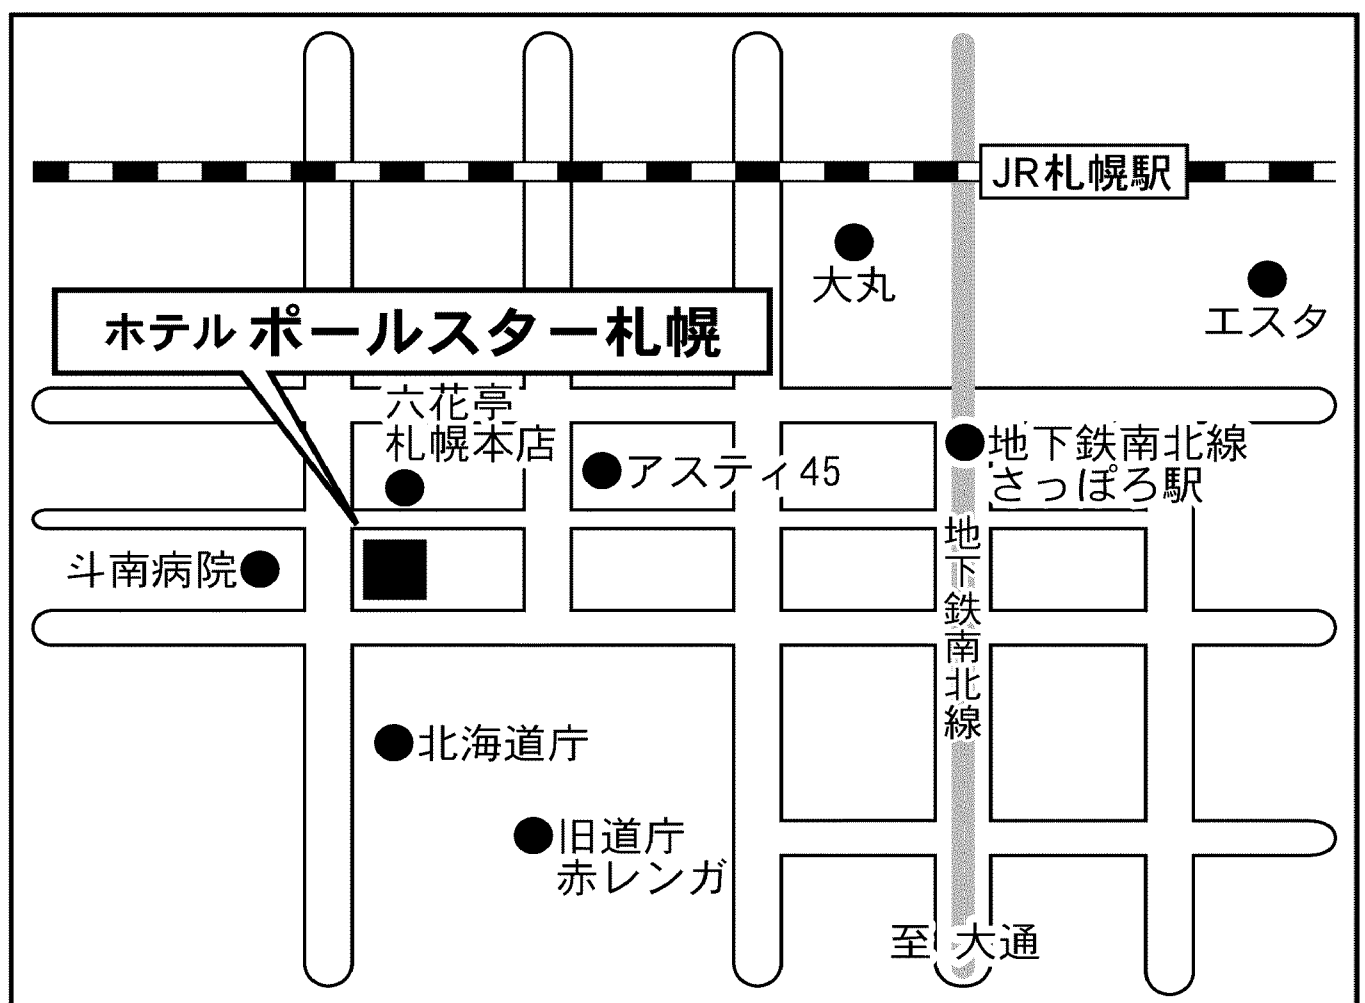 JR札幌駅
大丸
エスタ
ホテル ポールスター札幌
六花亭
札幌本店
アスティ45
地下鉄南北線
さっぽろ駅
斗南病院
地下鉄南北線
北海道庁
旧道庁
赤レンガ
至 大通